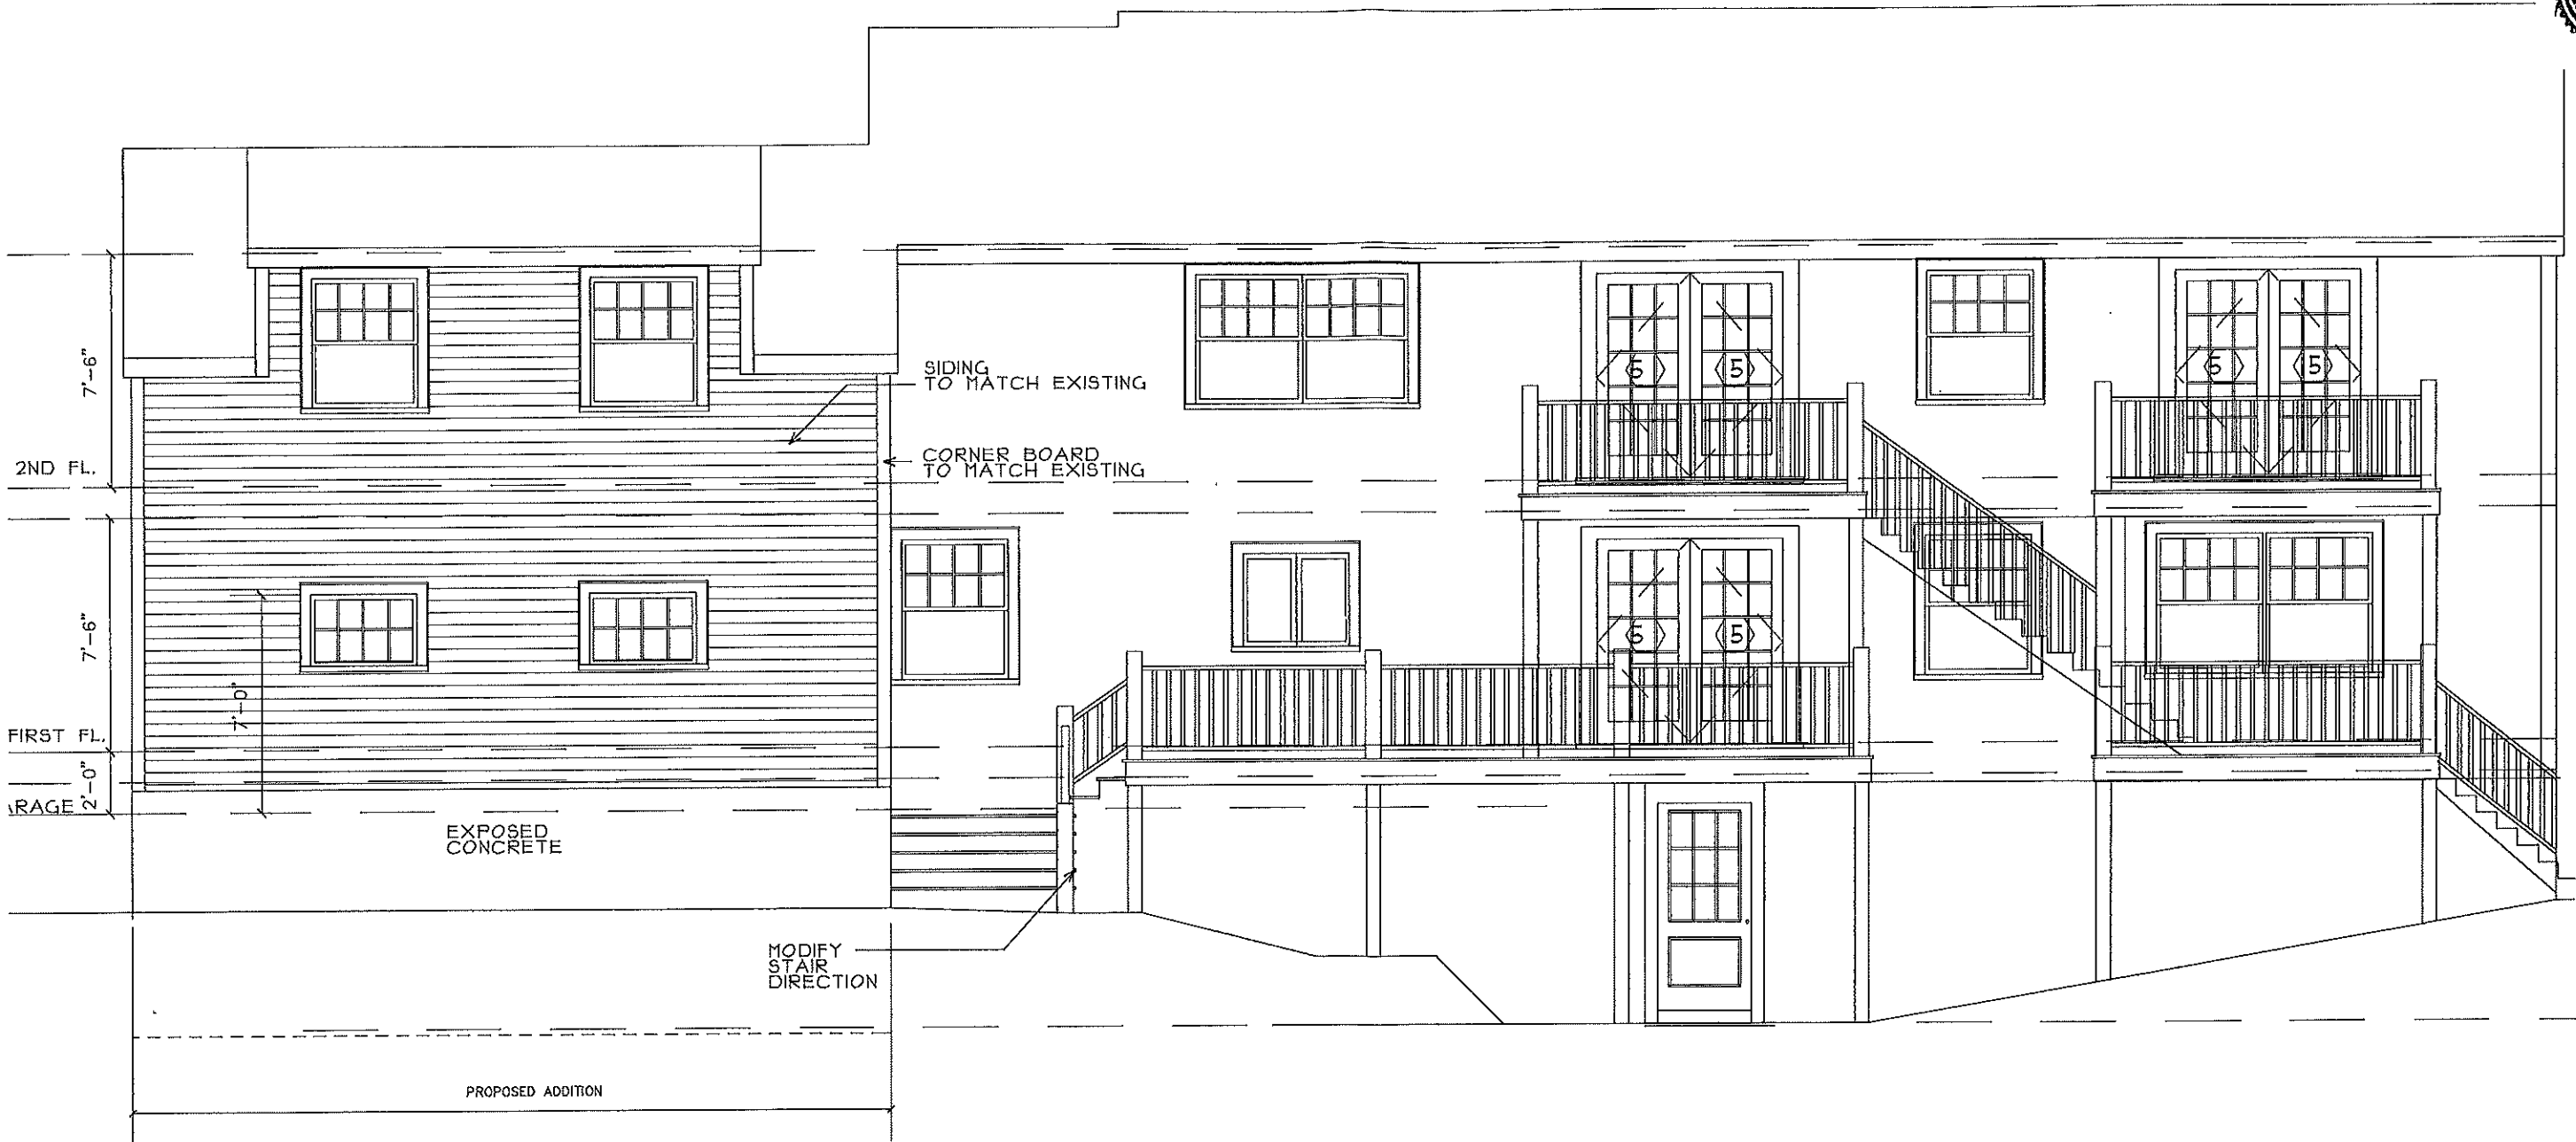 7'-6"
2ND FL.
7'-6"
7'-0"
FIRST FL.
2'-0"
ARAGE
SIDING
TO MATCH EXISTING
CORNER BOARD
TO MATCH EXISTING
5
5
5
5
5
5
EXPOSED
CONCRETE
MODIFY
STAIR
DIRECTION
PROPOSED ADDITION